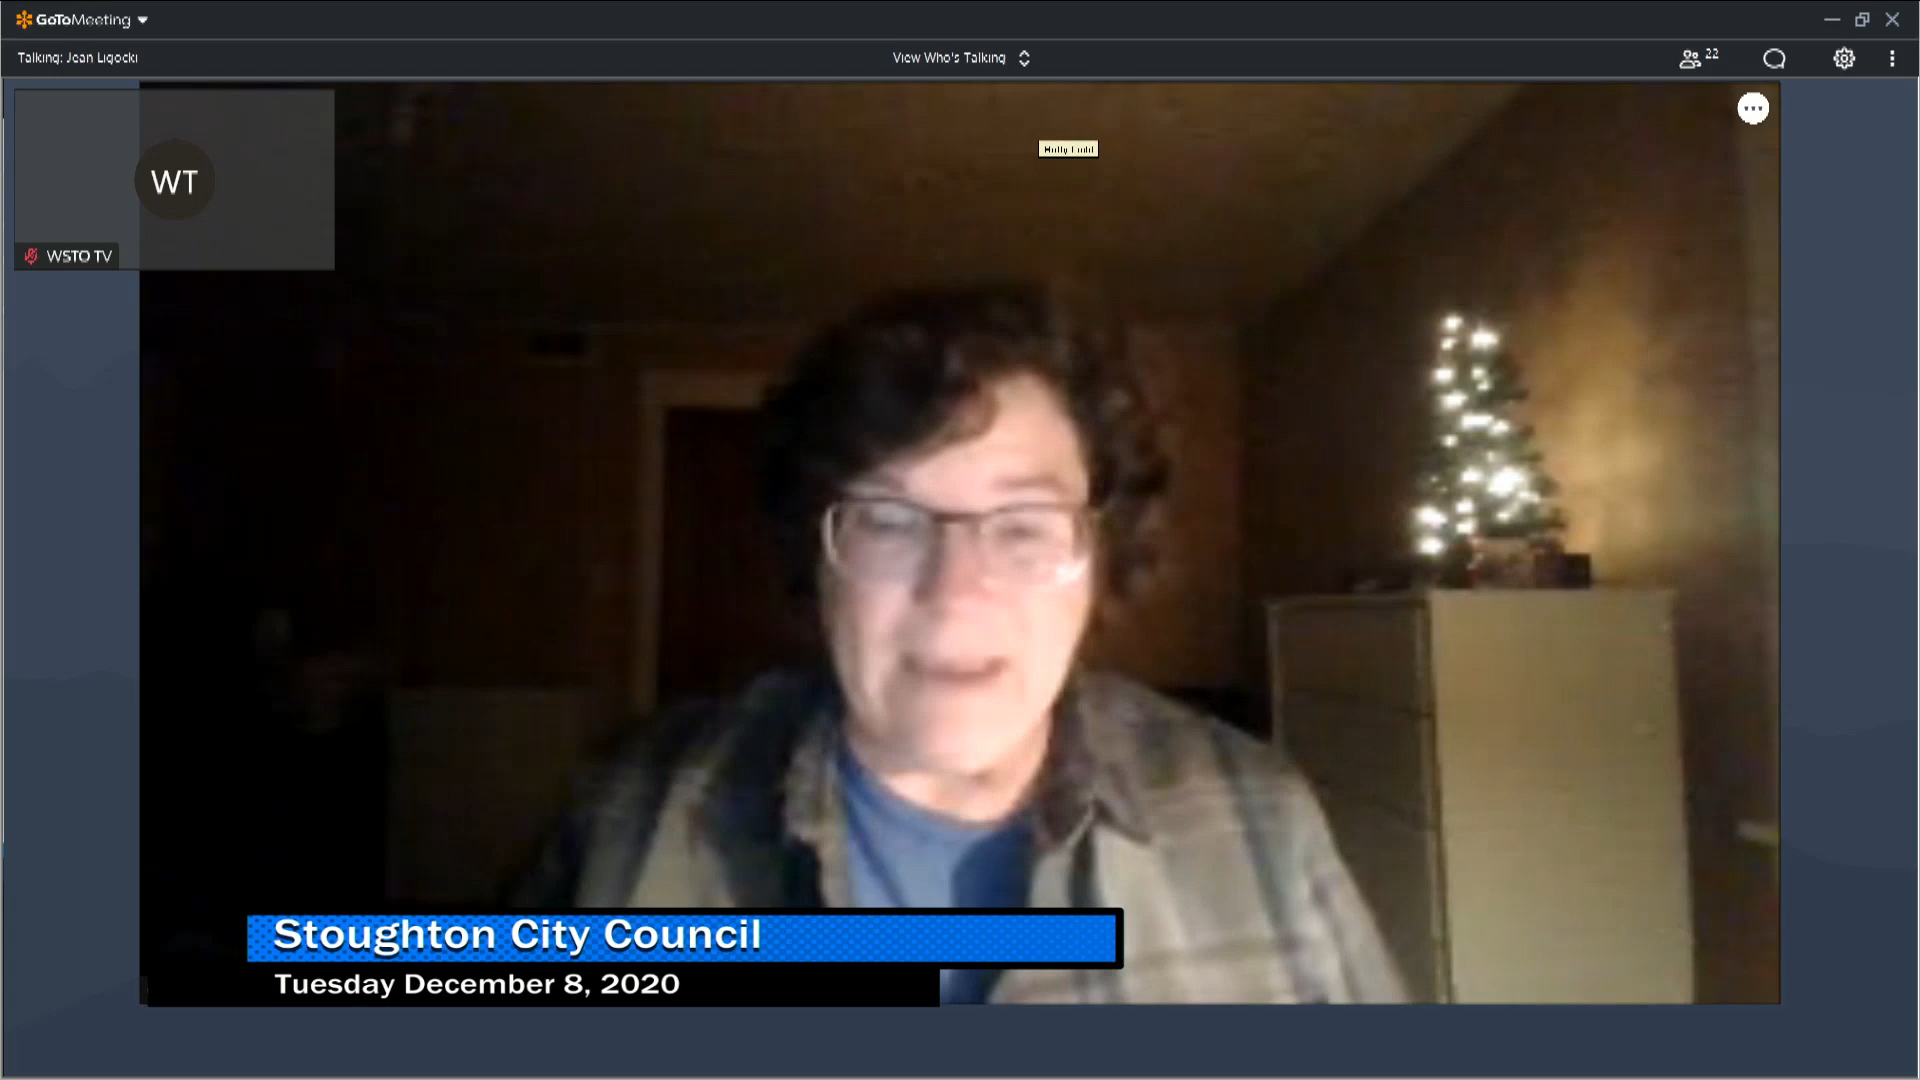 GoToMeeting
Talking: Jean Ligocki
View Who's Talking
22
WT
WSTO TV
Stoughton City Council
Tuesday December 8, 2020